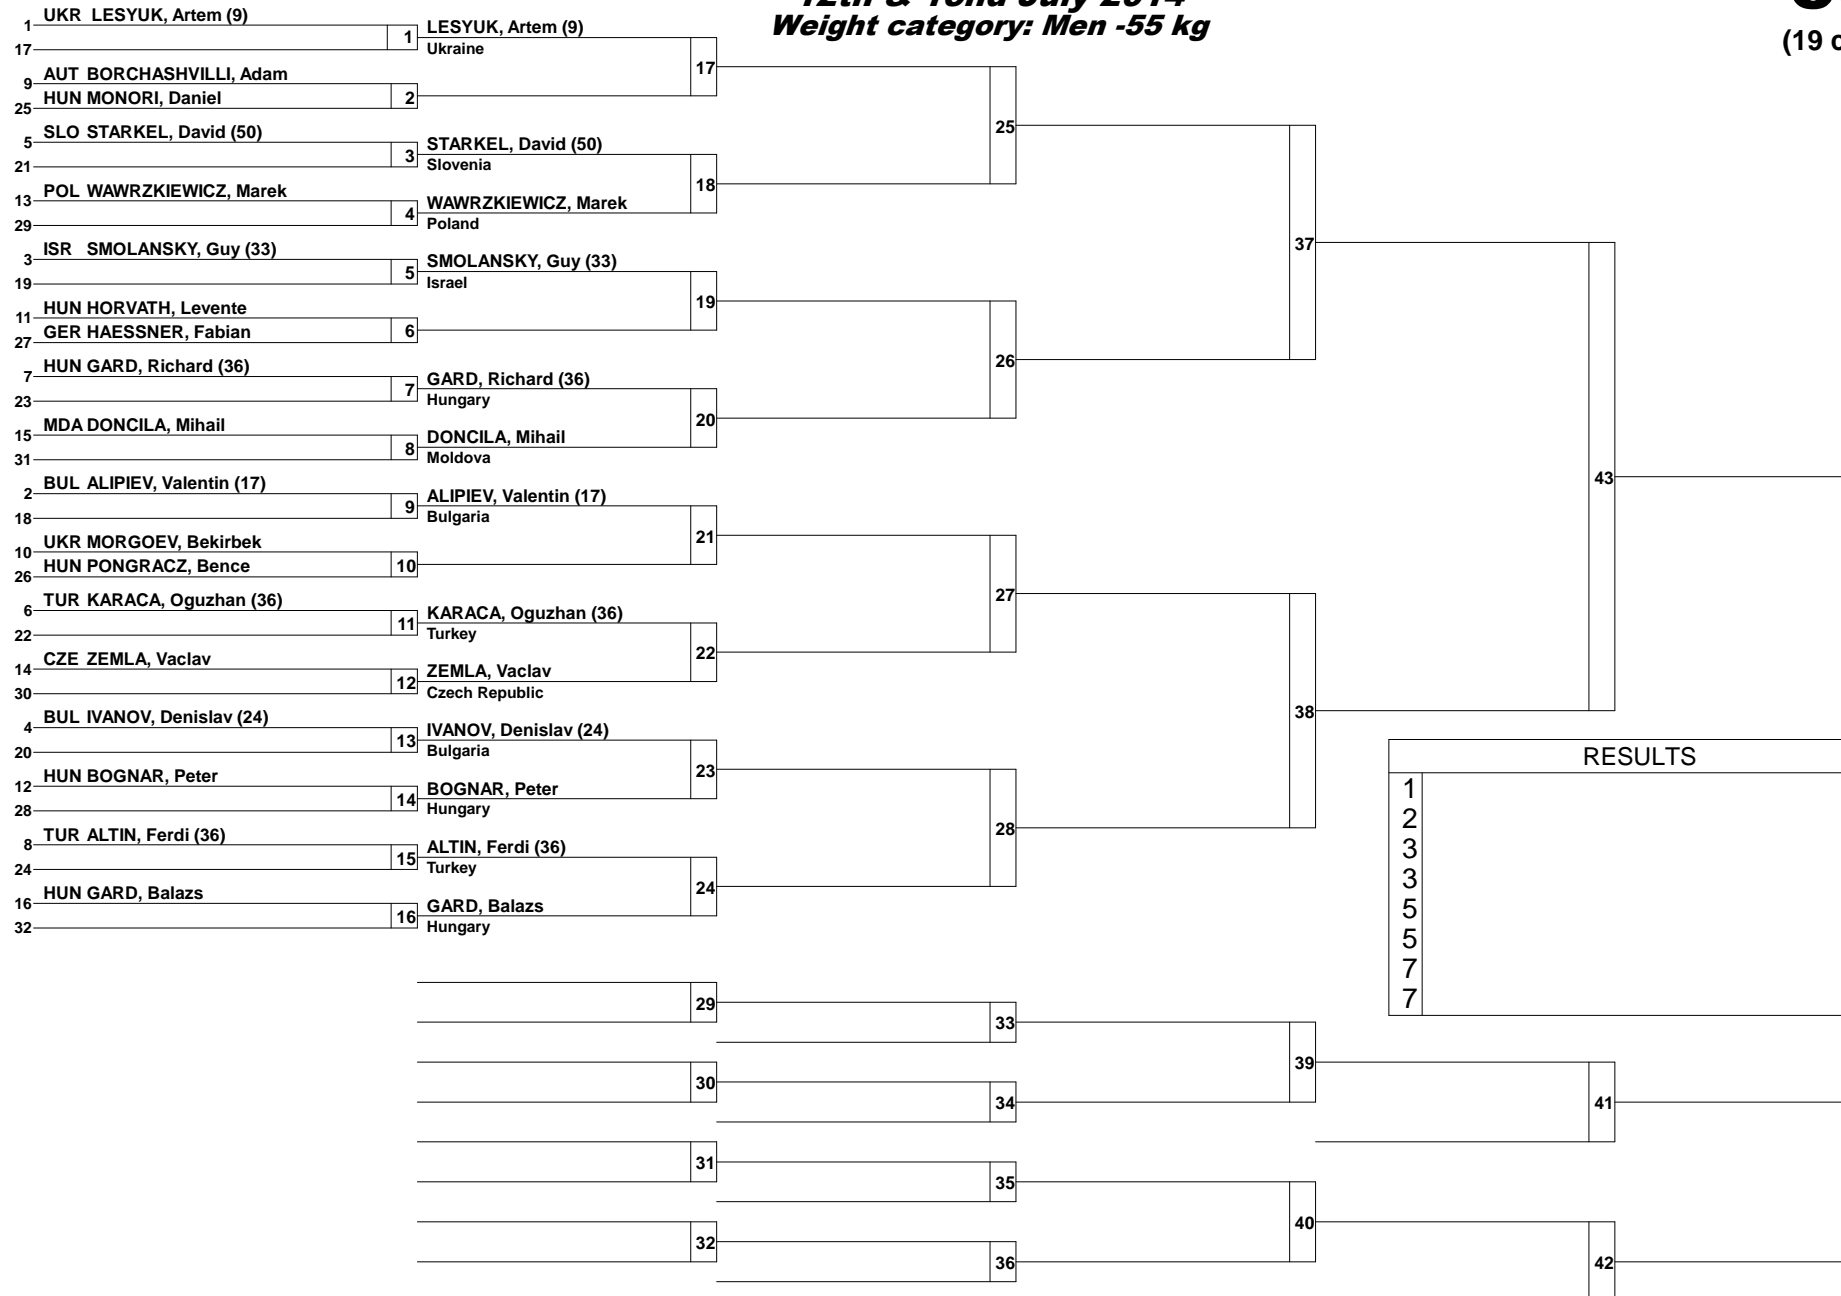 Weight category: Men -55 kg
(19
1 UKR LESYUK, Artem (9)
17
1 LESYUK, Artem (9)
Ukraine
9 AUT BORCHASHVILLI, Adam
25 HUN MONORI, Daniel
2
17
5 SLO STARKEL, David (50)
21
3 STARKEL, David (50)
Slovenia
13 POL WAWRZKIEWICZ, Marek
29
4 WAWRZKIEWICZ, Marek
Poland
18
25
3 ISR SMOLANSKY, Guy (33)
19
5 SMOLANSKY, Guy (33)
Israel
11 HUN HORVATH, Levente
27 GER HAESSNER, Fabian
6
19
7 HUN GARD, Richard (36)
23
7 GARD, Richard (36)
Hungary
15 MDA DONCILA, Mihail
31
8 DONCILA, Mihail
Moldova
20
26
37
2 BUL ALIPIEV, Valentin (17)
18
9 ALIPIEV, Valentin (17)
Bulgaria
10 UKR MORGOEV, Bekirbek
26 HUN PONGRACZ, Bence
10
21
6 TUR KARACA, Oguzhan (36)
22
11 KARACA, Oguzhan (36)
Turkey
14 CZE ZEMLA, Vaclav
30
12 ZEMLA, Vaclav
Czech Republic
22
27
4 BUL IVANOV, Denislav (24)
20
13 IVANOV, Denislav (24)
Bulgaria
12 HUN BOGNAR, Peter
28
14 BOGNAR, Peter
Hungary
23
8 TUR ALTIN, Ferdi (36)
24
15 ALTIN, Ferdi (36)
Turkey
16 HUN GARD, Balazs
32
16 GARD, Balazs
Hungary
24
28
38
43
RESULTS
1
2
3
3
5
5
7
7
29
33
30
34
39
41
31
35
32
36
40
42